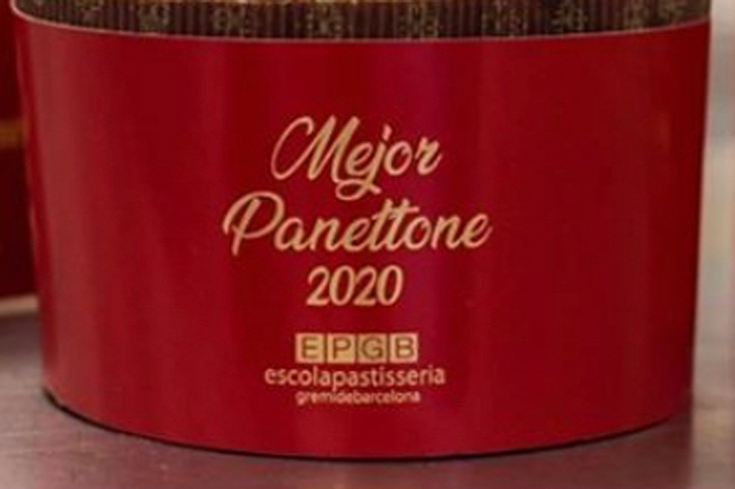 Mejor
Panettone
2020
EPGB
escolapastisseria
gremidebarcelona